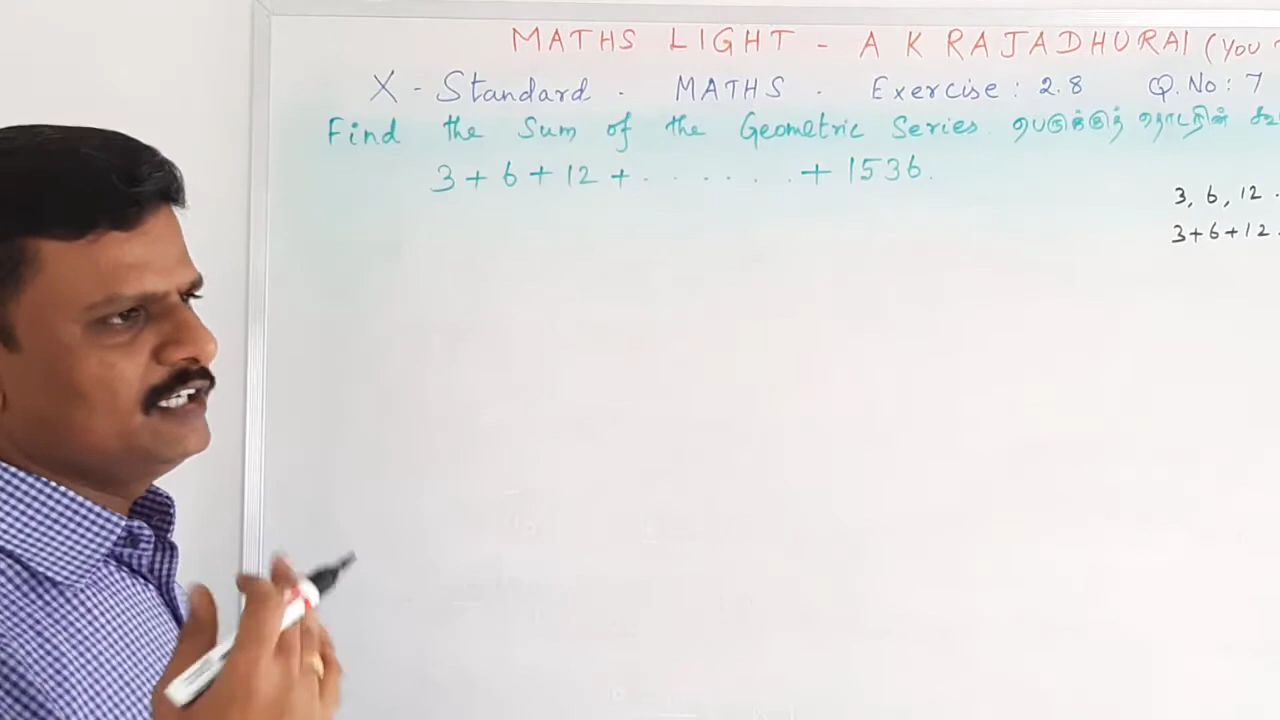 MATHS LIGHT - A K RAJADHURAI (YOU
X - Standard . MATHS . Exercise : 2.8 Q. No : 7
Find the Sum of the Geometric Series. பெருக்குத் தொடரின்
3 + 6 + 12 + . . . . . . . + 1536.
3, 6, 12 .
3+6+12 .